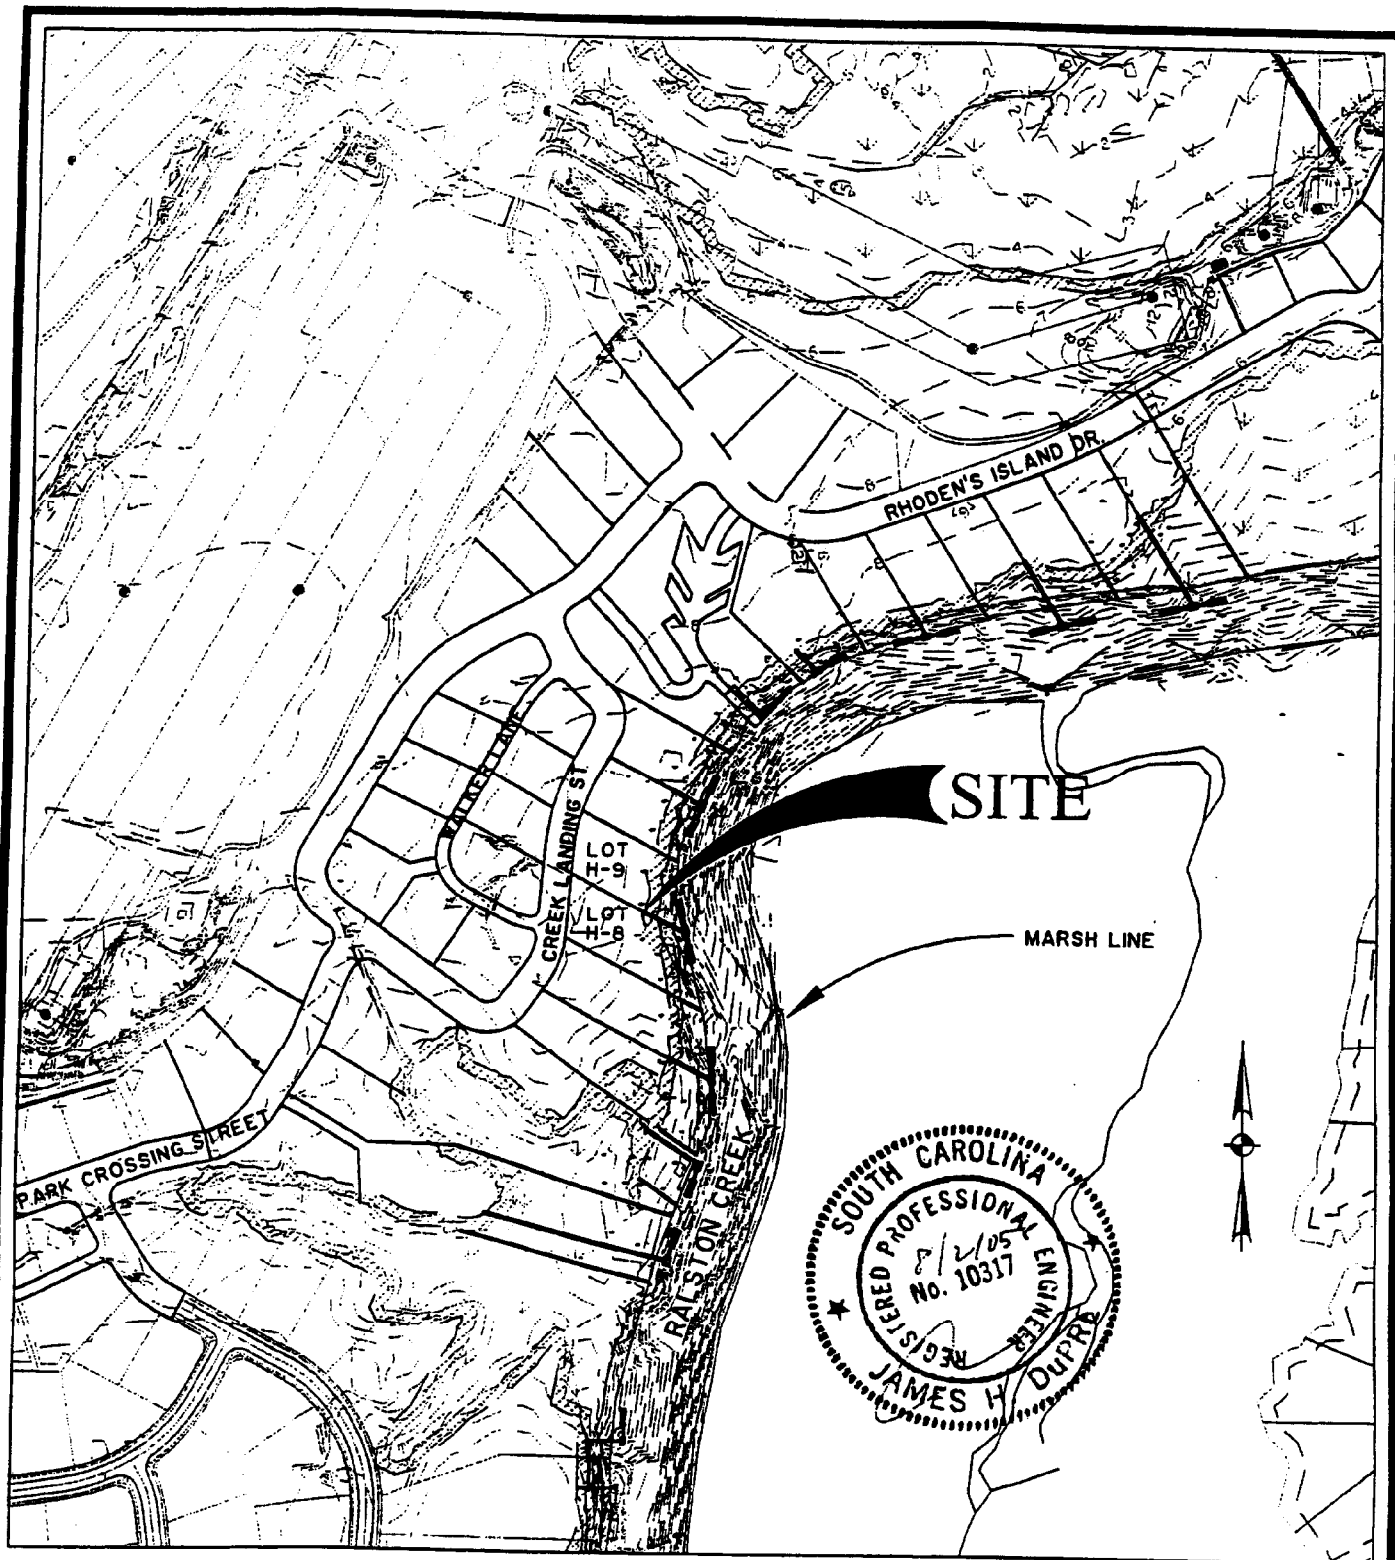 RHODEN'S ISLAND DR.
SITE
WALKER LANE
CREEK LANDING ST.
LOT
H-9
LOT
H-8
MARSH LINE
PARK CROSSING STREET
RALSTON CREEK
SOUTH CAROLINA
REGISTERED PROFESSIONAL ENGINEER
8/2/05
No. 10317
JAMES H DuPRE